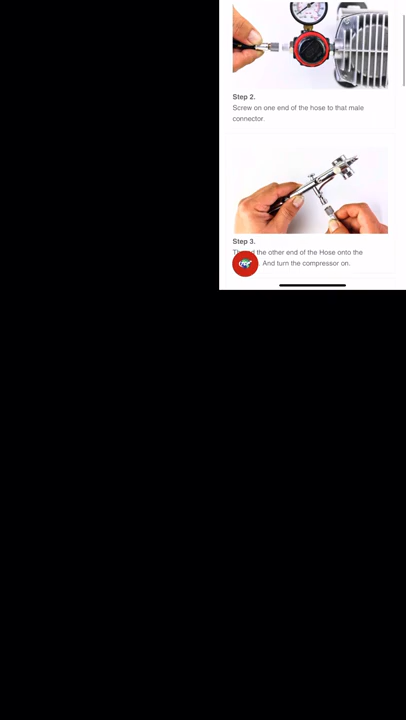 Step 2.
Screw on one end of the hose to that male
connector.
Step 3.
the other end of the Hose onto the
And turn the compressor on.